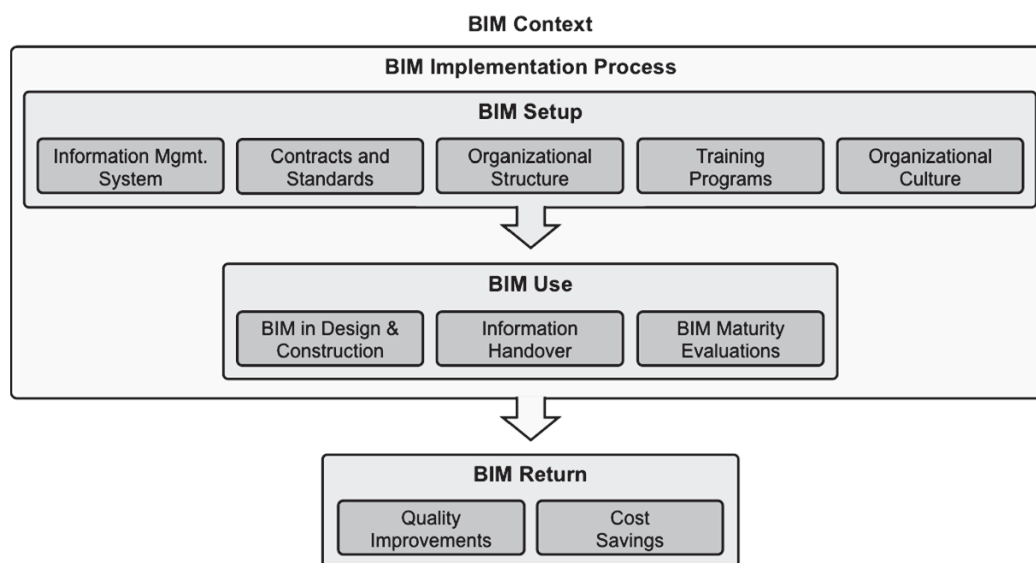 BIM Context
BIM Implementation Process
BIM Setup
Information Mgmt.
System
Contracts and
Standards
Organizational
Structure
Training
Programs
Organizational
Culture
BIM Use
BIM in Design &
Construction
Information
Handover
BIM Maturity
Evaluations
BIM Return
Quality
Improvements
Cost
Savings